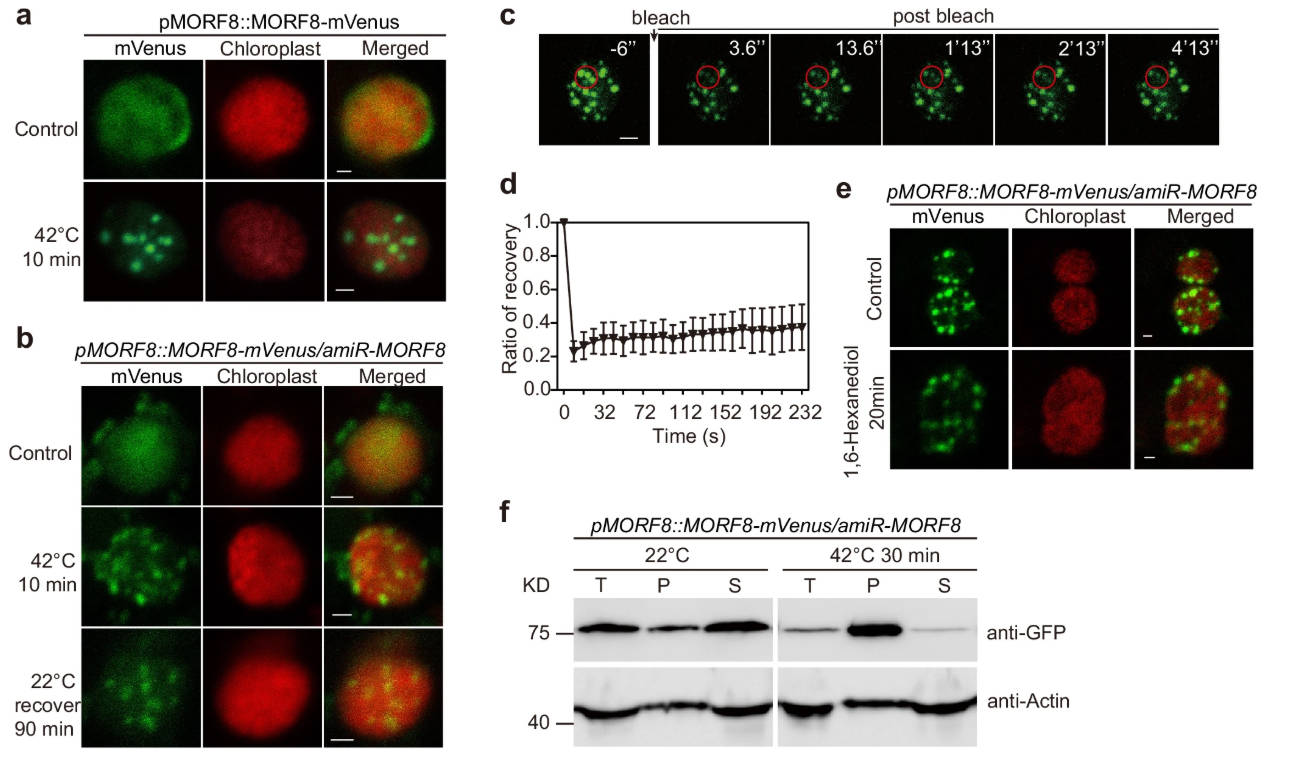 a
pMORF8::MORF8-mVenus
mVenus Chloroplast Merged
Control
42°C
10 min
b
pMORF8::MORF8-mVenus/amiR-MORF8
mVenus Chloroplast Merged
Control
42°C
10 min
22°C
recover
90 min
c
bleach
post bleach
-6’’ 3.6’’ 13.6’’ 1’13’’ 2’13’’ 4’13’’
d
Ratio of recovery
1.0
0.8
0.6
0.4
0.2
0.0
0 32 72 112 152 192 232
Time (s)
e
pMORF8::MORF8-mVenus/amiR-MORF8
mVenus Chloroplast Merged
Control
1,6-Hexanediol
20min
f
pMORF8::MORF8-mVenus/amiR-MORF8
22°C 42°C 30 min
KD T P S T P S
75 anti-GFP
40 anti-Actin